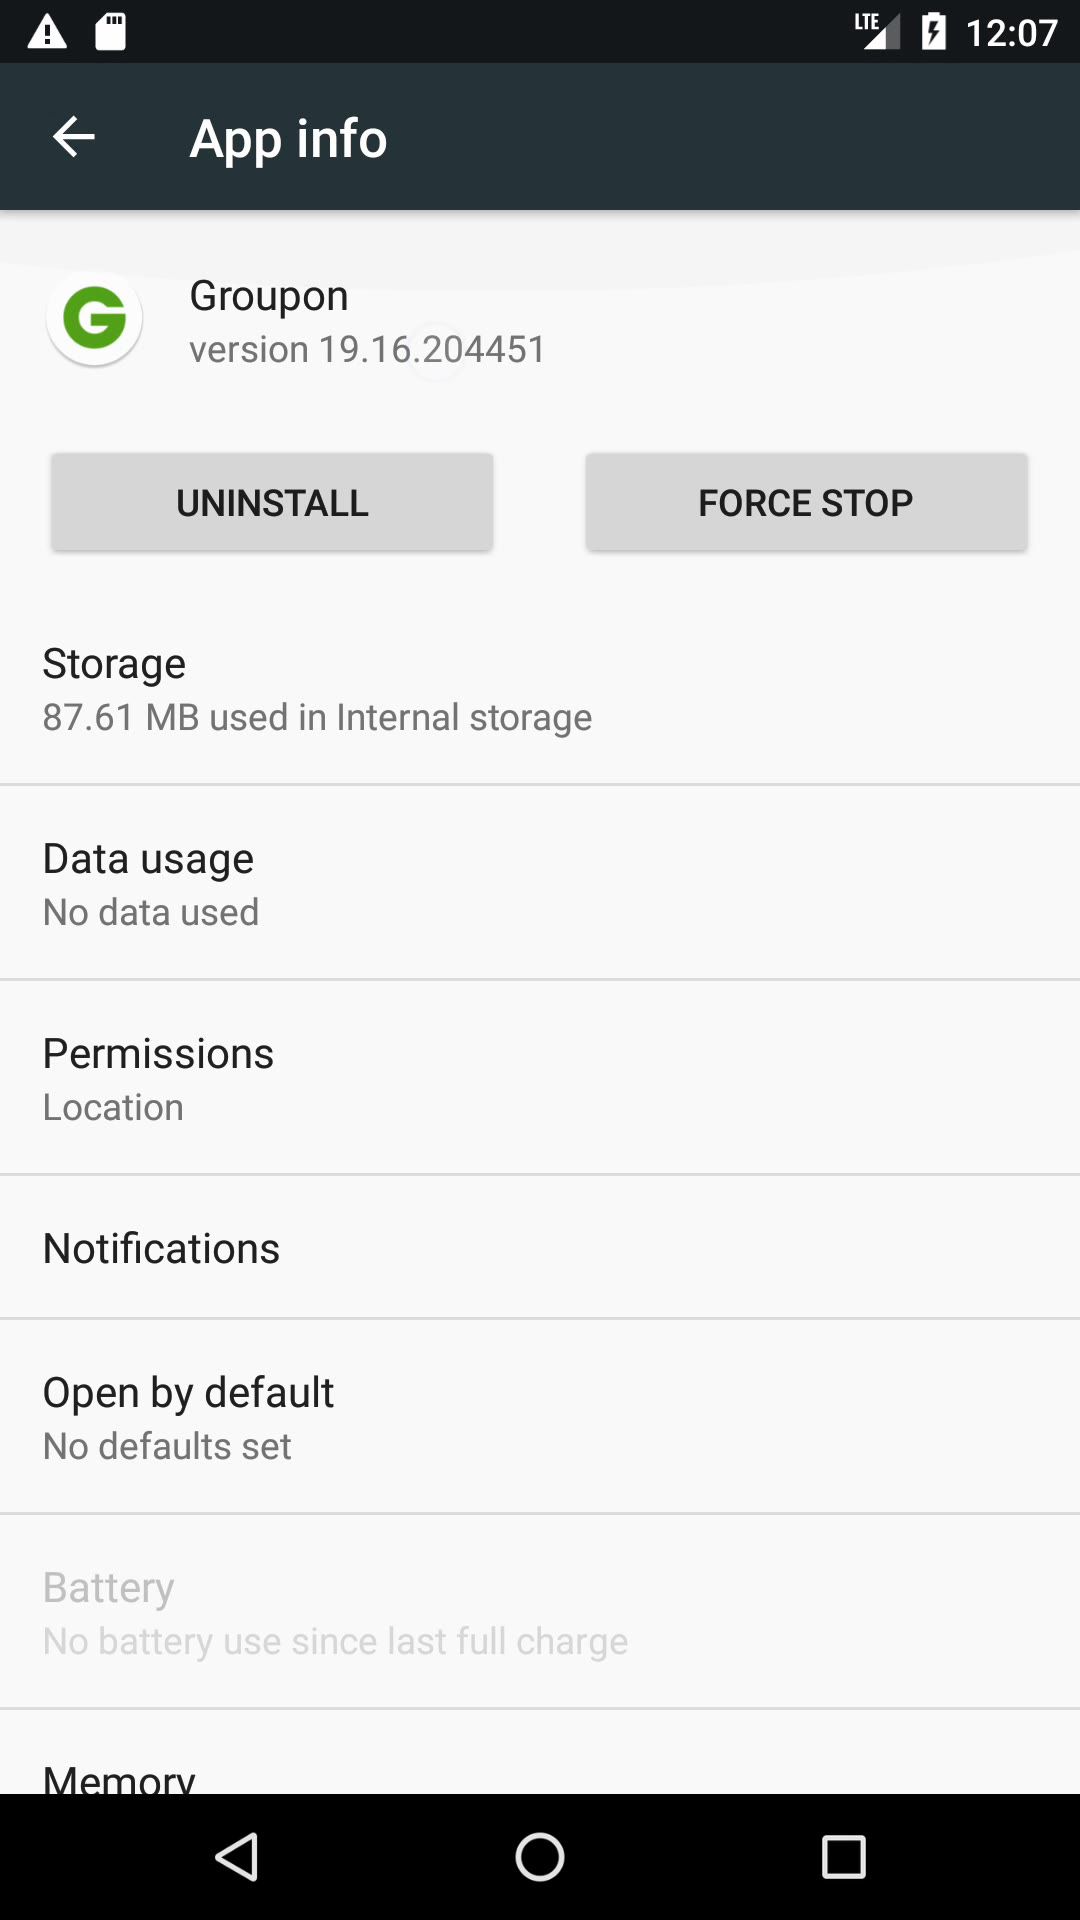 LTE 12:07
App info
Groupon
version 19.16.204451
UNINSTALL FORCE STOP
Storage
87.61 MB used in Internal storage
Data usage
No data used
Permissions
Location
Notifications
Open by default
No defaults set
Battery
No battery use since last full charge
Memory